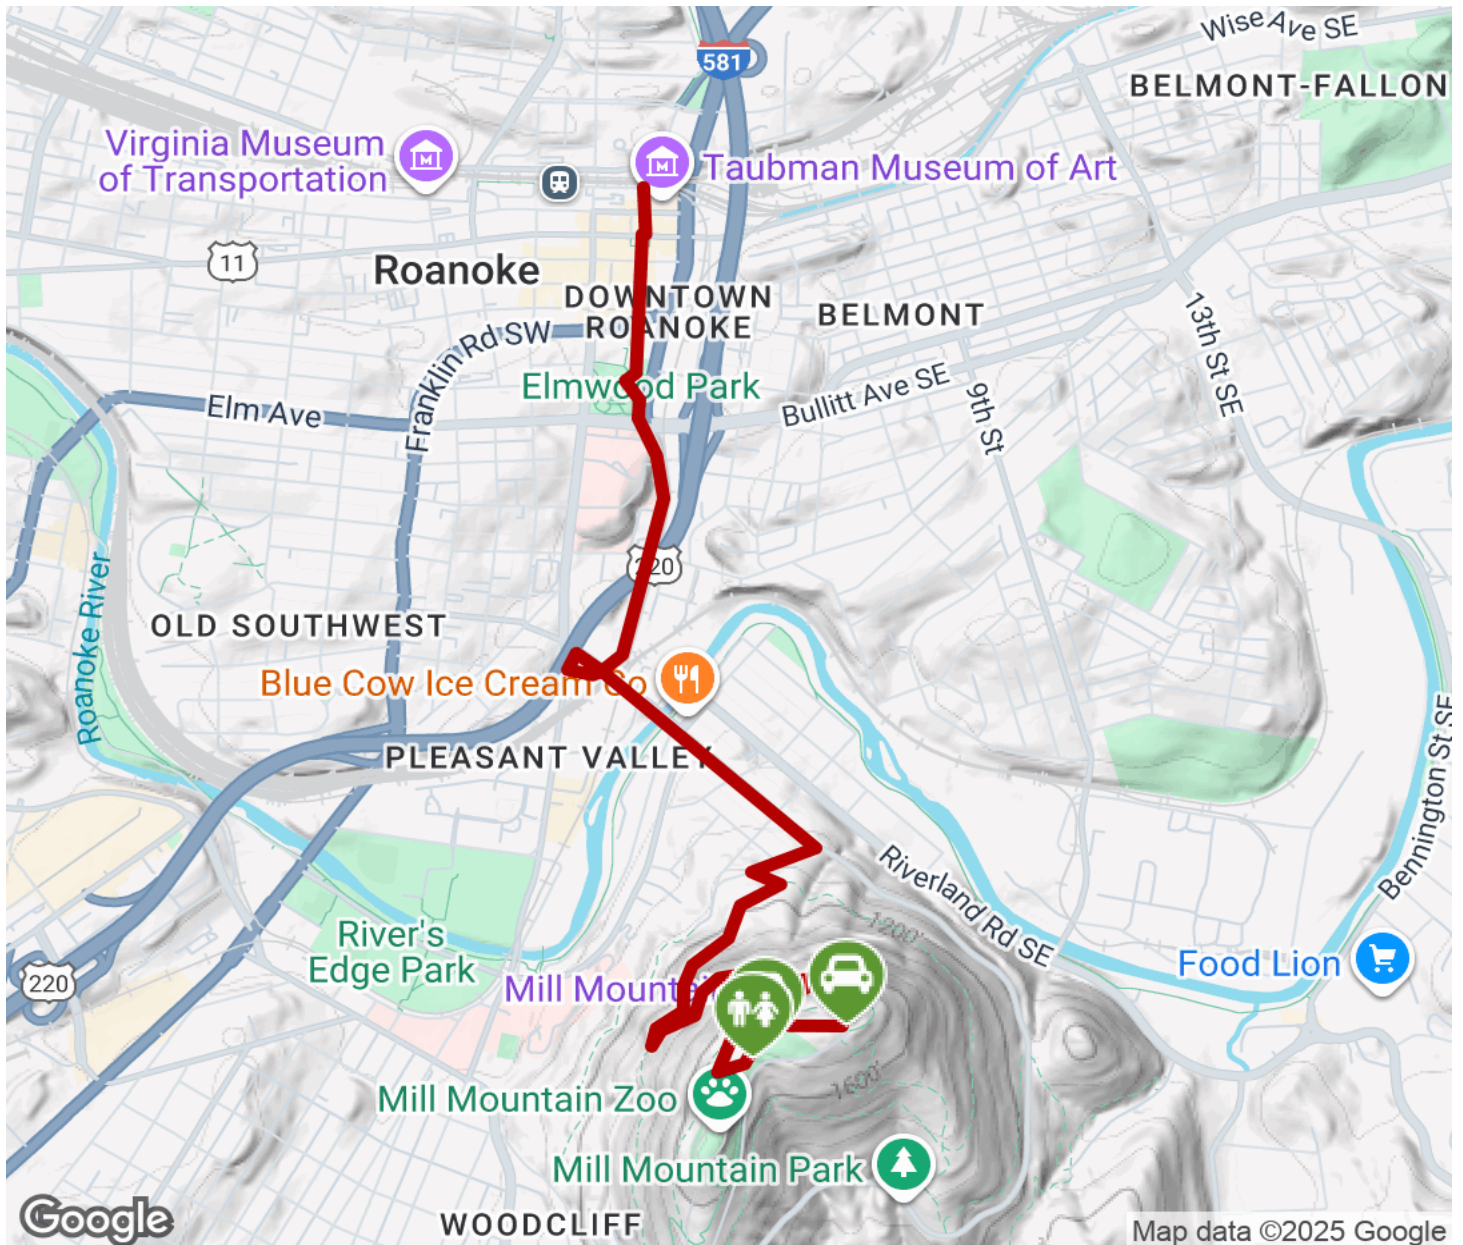 Wise Ave SE
581
BELMONT-FALLON
Virginia Museum
of Transportation
M
M
Taubman Museum of Art
11
Roanoke
DOWNTOWN
ROANOKE
BELMONT
13th St SE
Franklin Rd SW
Elmwood Park
Bullitt Ave SE
9th St
Elm Ave
220
Roanoke River
OLD SOUTHWEST
Blue Cow Ice Cream Co
PLEASANT VALLEY
Bennington St SE
Riverland Rd SE
1200'
River's
Edge Park
Food Lion
220
Mill Mountain
1600'
Mill Mountain Zoo
Mill Mountain Park
WOODCLIFF
Google
Map data ©2025 Google